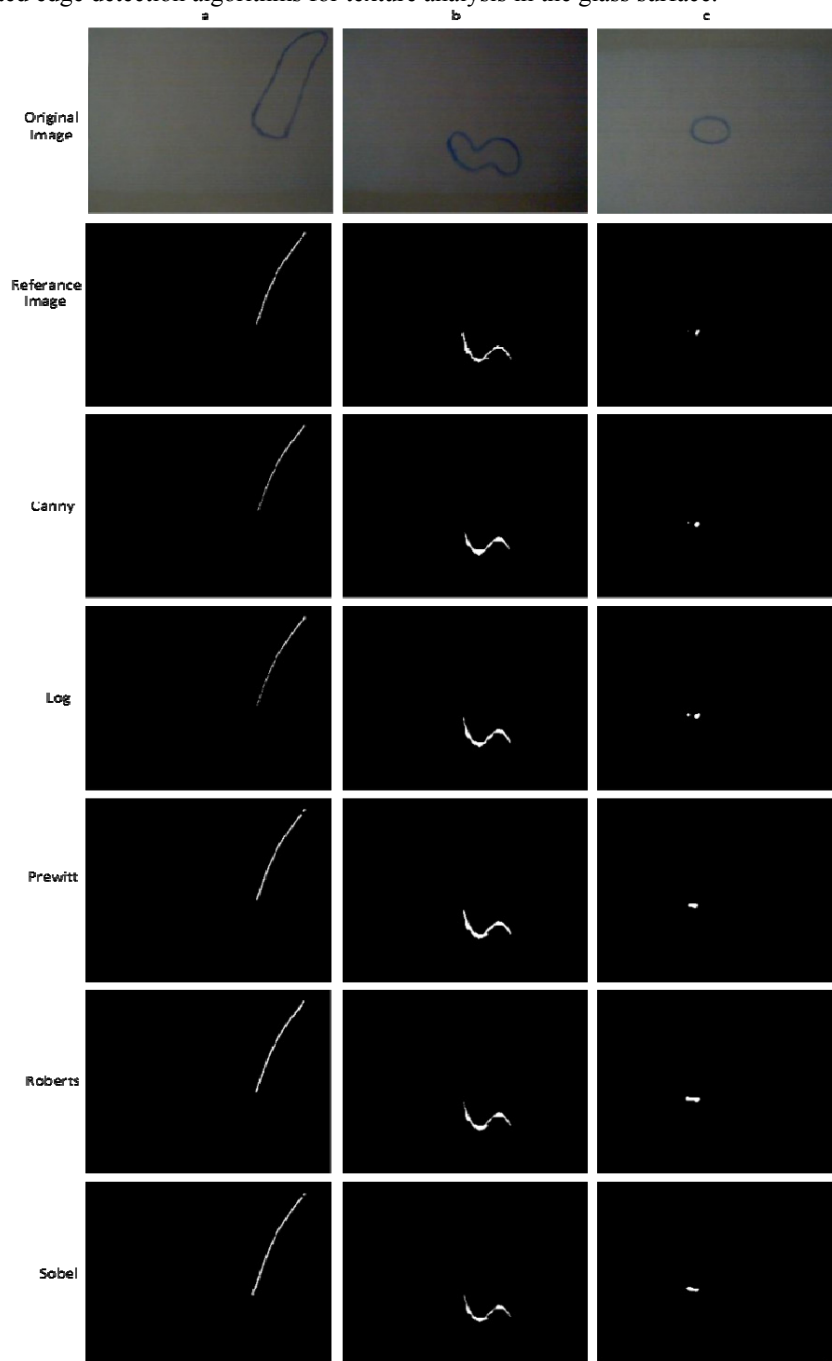 edge detection algorithms for texture analysis in the glass surface.
a b c
Original
Image
Referance
Image
Canny
Log
Prewitt
Roberts
Sobel